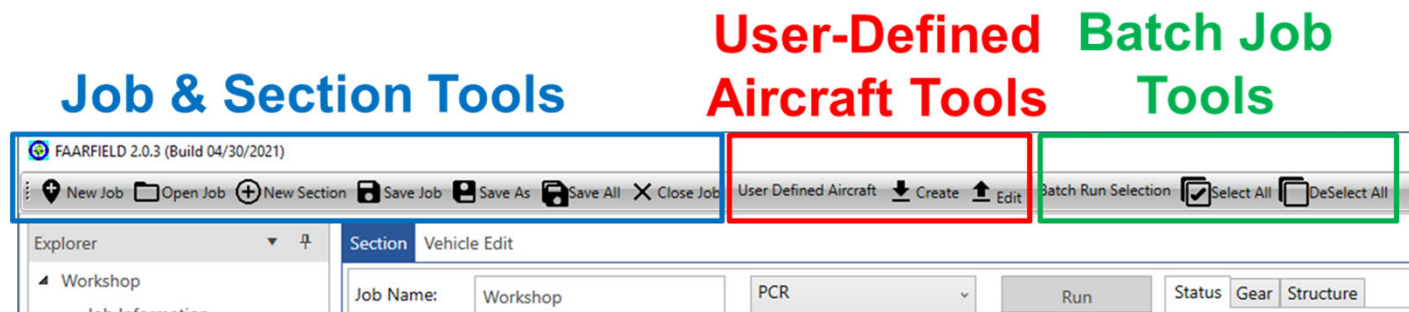 User-Defined Batch Job
Job & Section Tools Aircraft Tools Tools
FAARFIELD 2.0.3 (Build 04/30/2021)
New Job Open Job New Section Save Job Save As Save All Close Job User Defined Aircraft Create Edit Batch Run Selection Select All DeSelect All
Explorer Section Vehicle Edit
Workshop
Job Name: Workshop PCR Run Status Gear Structure
Job Information